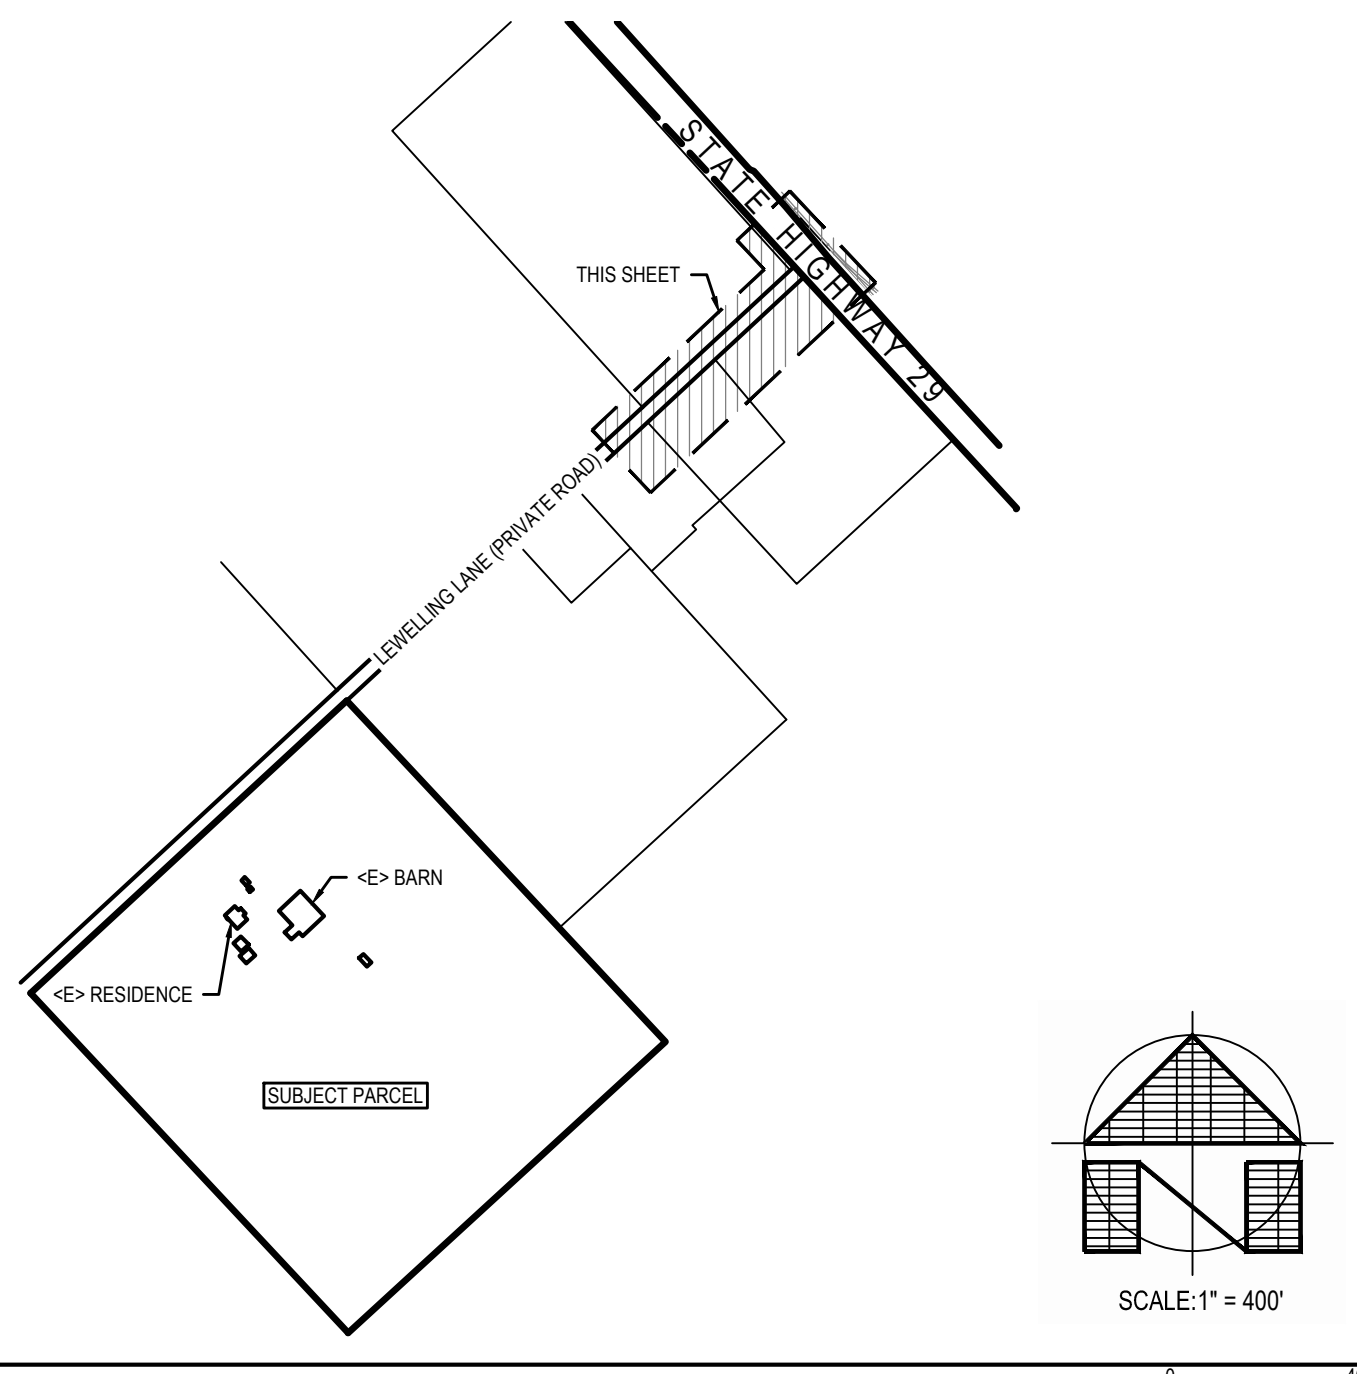 STATE HIGHWAY 29
THIS SHEET
LEWELLING LANE (PRIVATE ROAD)
<E> BARN
<E> RESIDENCE
SUBJECT PARCEL
SCALE:1" = 400'